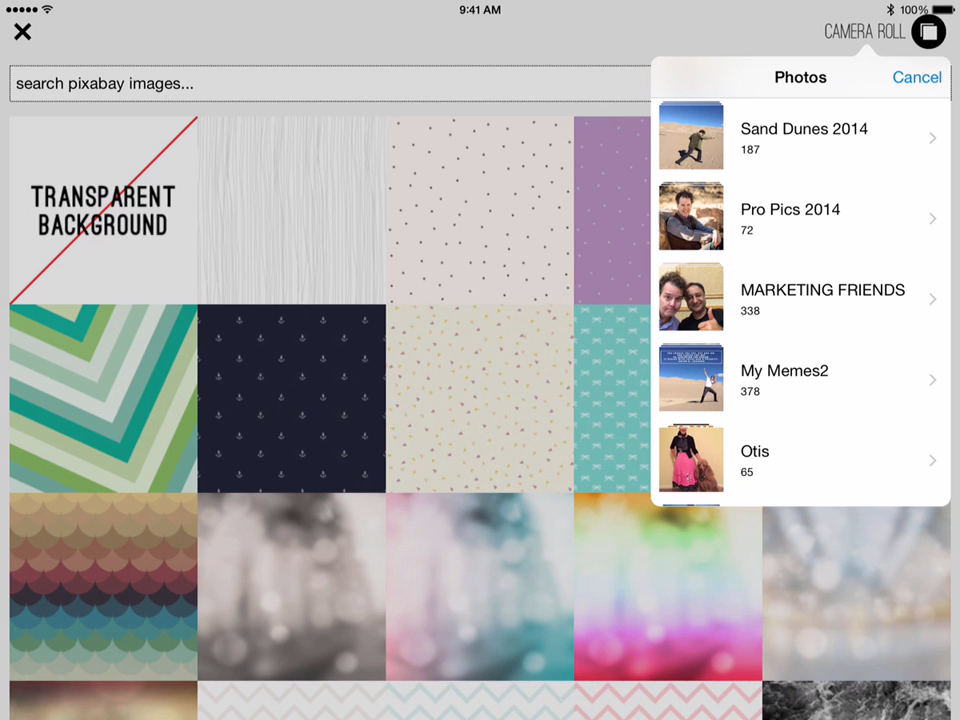 9:41 AM
100%
CAMERA ROLL
search pixabay images...
TRANSPARENT
BACKGROUND
Photos
Cancel
Sand Dunes 2014
187
Pro Pics 2014
72
MARKETING FRIENDS
338
My Memes2
378
Otis
65